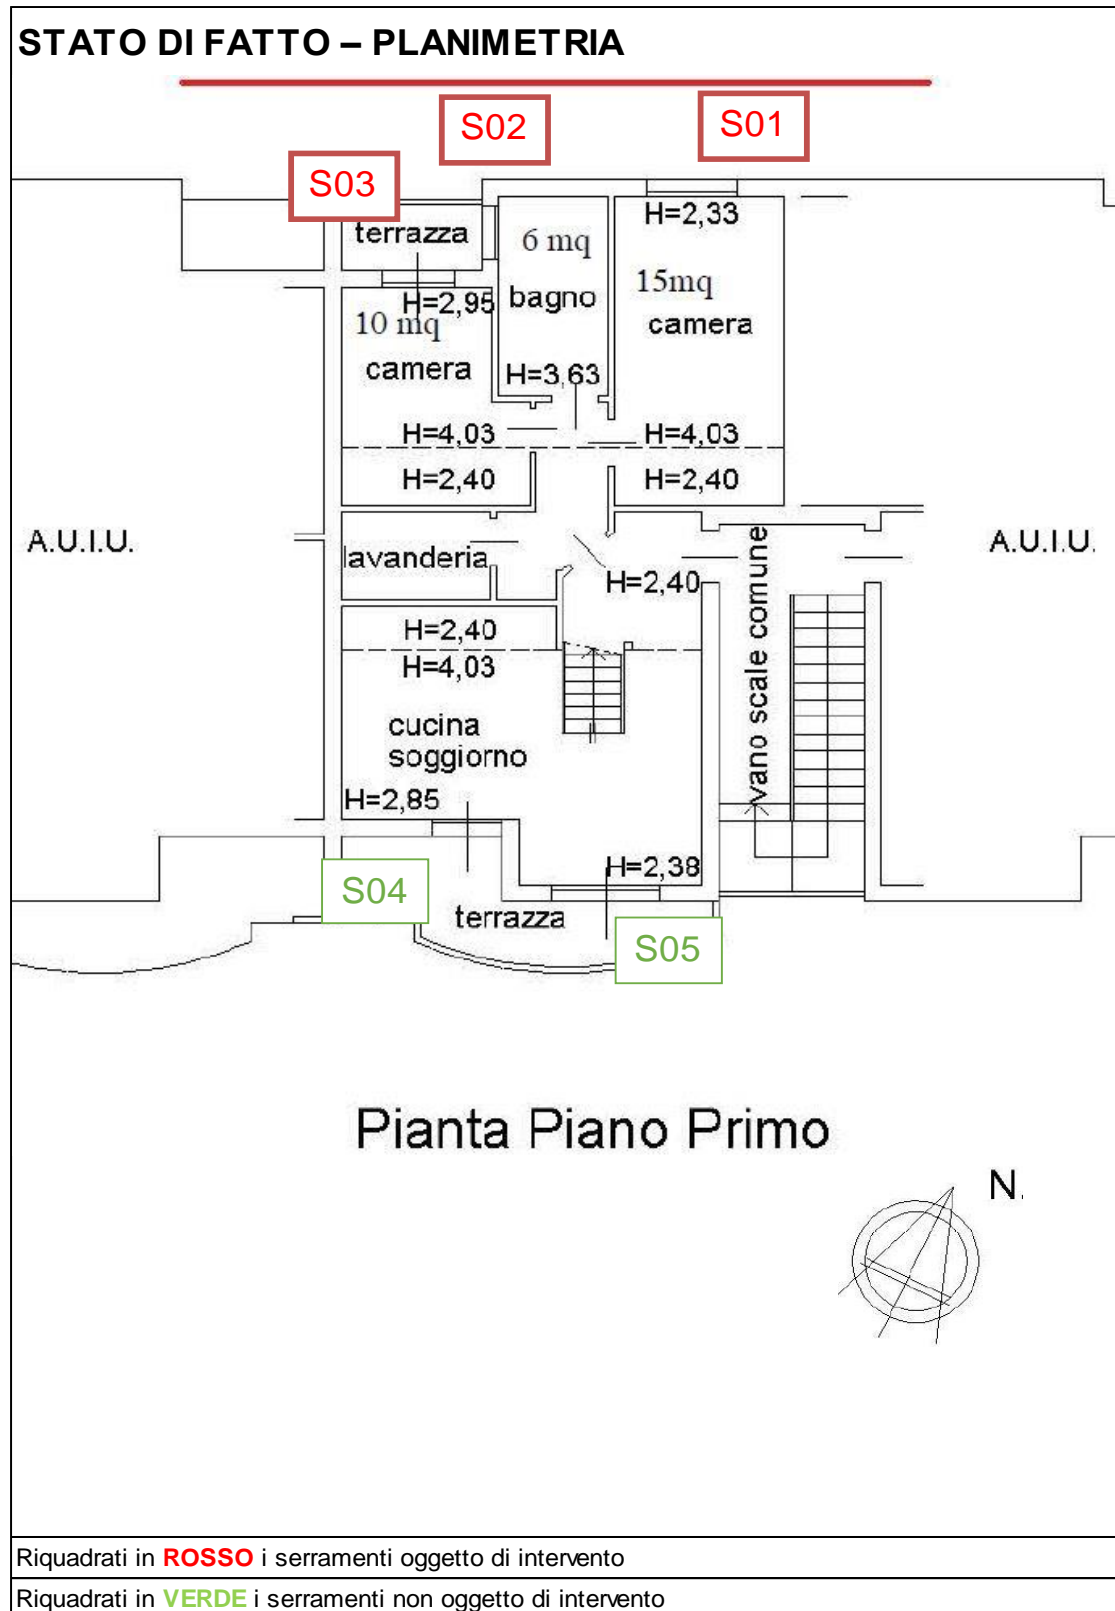 STATO DI FATTO – PLANIMETRIA
S02
S01
S03
terrazza
6 mq
H=2,33
H=2,95
bagno
15mq
10 mq
camera
camera
H=3,63
H=4,03
H=4,03
H=2,40
H=2,40
A.U.I.U.
lavanderia
H=2,40
vano scale comune
A.U.I.U.
H=2,40
H=4,03
cucina
soggiorno
H=2,85
H=2,38
S04
terrazza
S05
Pianta Piano Primo
N.
Riquadrati in ROSSO i serramenti oggetto di intervento
Riquadrati in VERDE i serramenti non oggetto di intervento